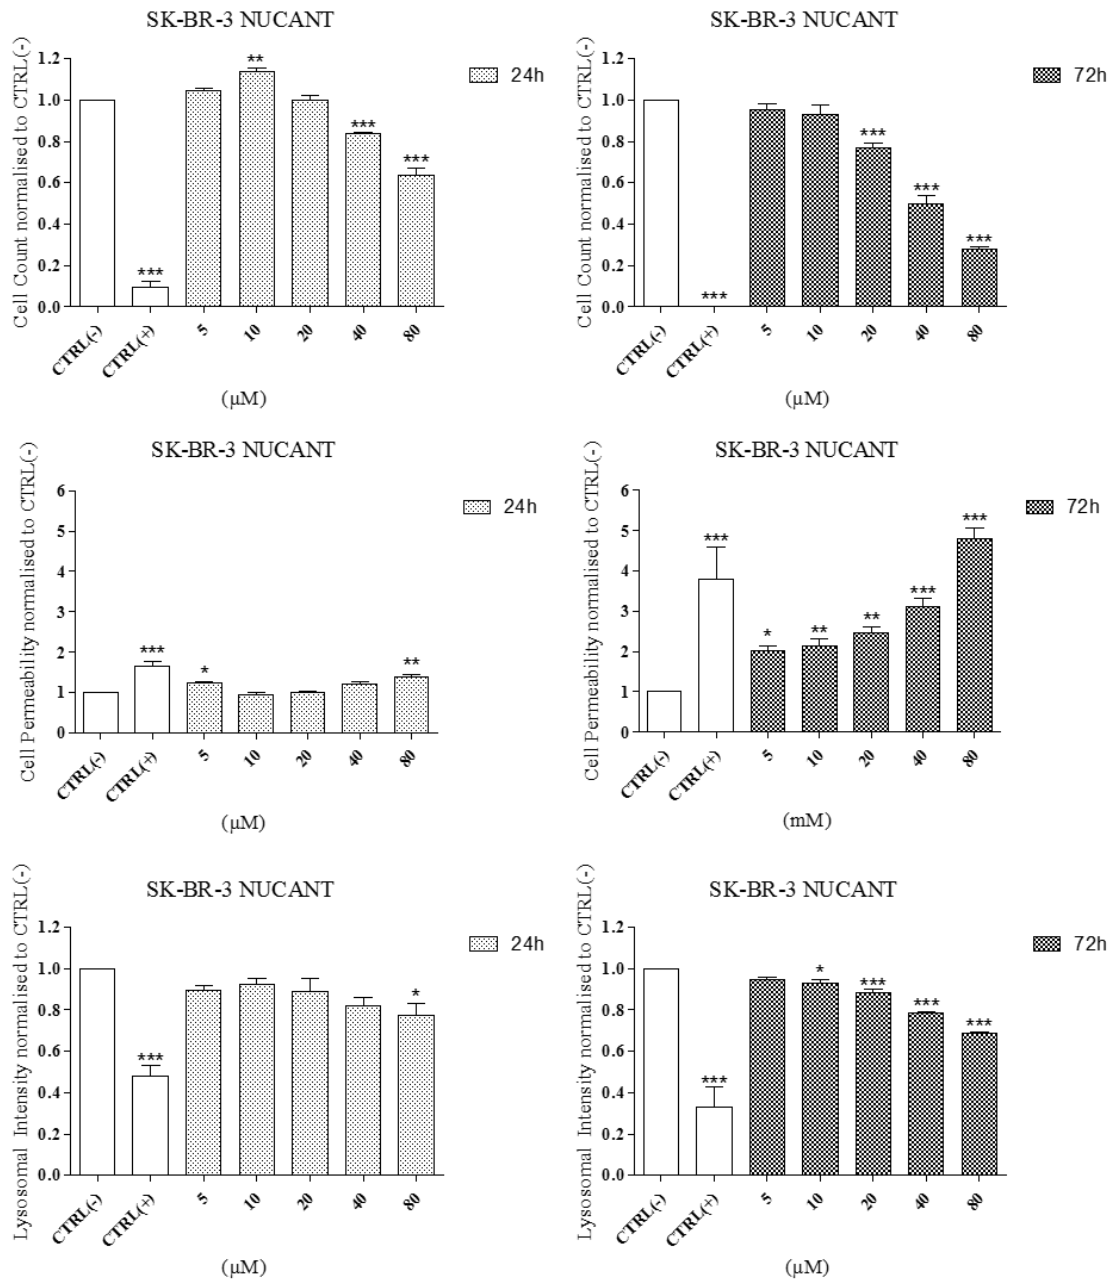 SK-BR-3 NUCANT
Cell Count normalised to CTRL(-)
1.2
1.0
0.8
0.6
0.4
0.2
0.0
***
**
***
***
24h
CTRL(-) CTRL(+) 5 10 20 40 80
(µM)
SK-BR-3 NUCANT
Cell Count normalised to CTRL(-)
1.2
1.0
0.8
0.6
0.4
0.2
0.0
***
***
***
***
72h
CTRL(-) CTRL(+) 5 10 20 40 80
(µM)
SK-BR-3 NUCANT
Cell Permeability normalised to CTRL(-)
6
5
4
3
2
1
0
***
*
**
24h
CTRL(-) CTRL(+) 5 10 20 40 80
(µM)
SK-BR-3 NUCANT
Cell Permeability normalised to CTRL(-)
6
5
4
3
2
1
0
***
*
**
**
***
***
72h
CTRL(-) CTRL(+) 5 10 20 40 80
(mM)
SK-BR-3 NUCANT
Lysosomal Intensity normalised to CTRL(-)
1.2
1.0
0.8
0.6
0.4
0.2
0.0
***
*
24h
CTRL(-) CTRL(+) 5 10 20 40 80
(µM)
SK-BR-3 NUCANT
Lysosomal Intensity normalised to CTRL(-)
1.2
1.0
0.8
0.6
0.4
0.2
0.0
***
*
***
***
***
72h
CTRL(-) CTRL(+) 5 10 20 40 80
(µM)